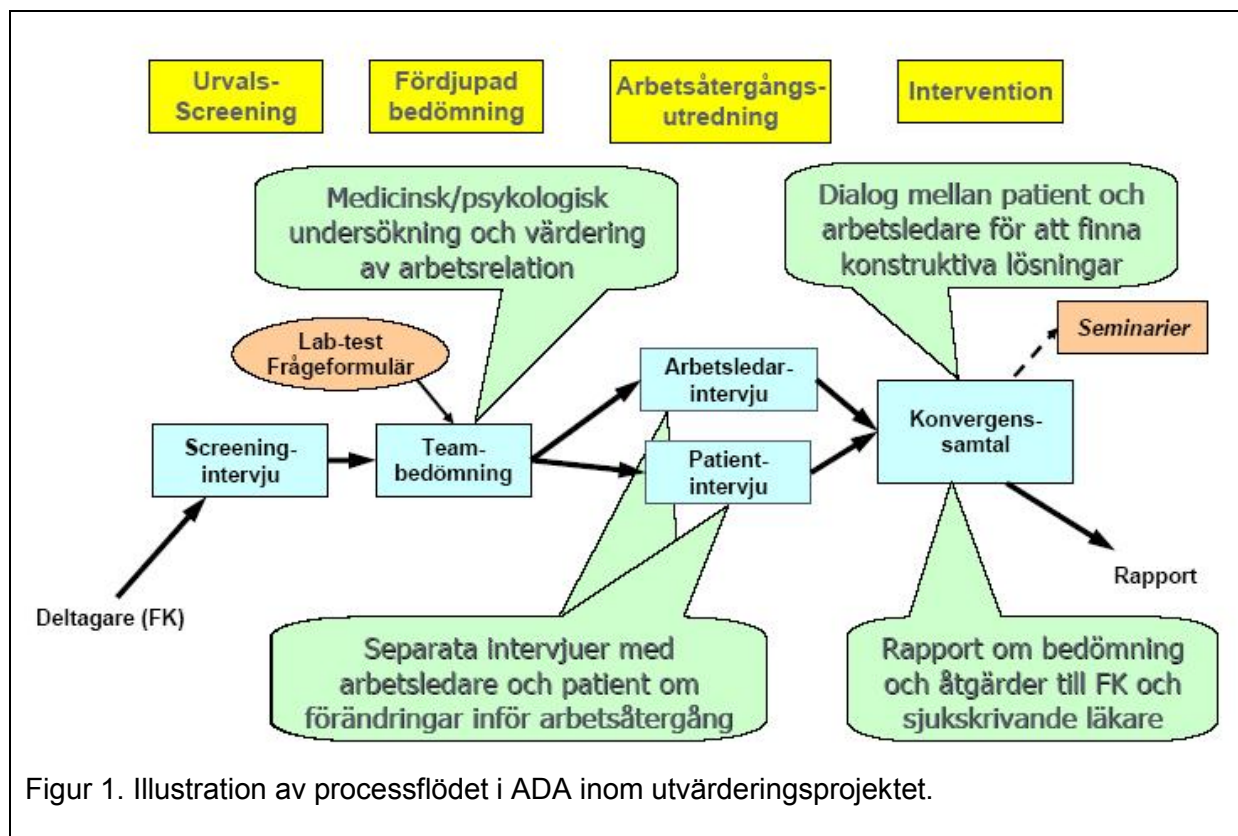 Urvals-
Screening
Fördjupad
bedömning
Arbetsåtergångs-
utredning
Intervention
Medicinsk/psykologisk
undersökning och värdering
av arbetsrelation
Dialog mellan patient och
arbetsledare för att finna
konstruktiva lösningar
Lab-test
Frågeformulär
Seminarier
Screening-
intervju
Team-
bedömning
Arbetsledar-
intervju
Patient-
intervju
Konvergens-
samtal
Deltagare (FK)
Rapport
Separata intervjuer med
arbetsledare och patient om
förändringar inför arbetsåtergång
Rapport om bedömning
och åtgärder till FK och
sjukskrivande läkare
Figur 1. Illustration av processflödet i ADA inom utvärderingsprojektet.